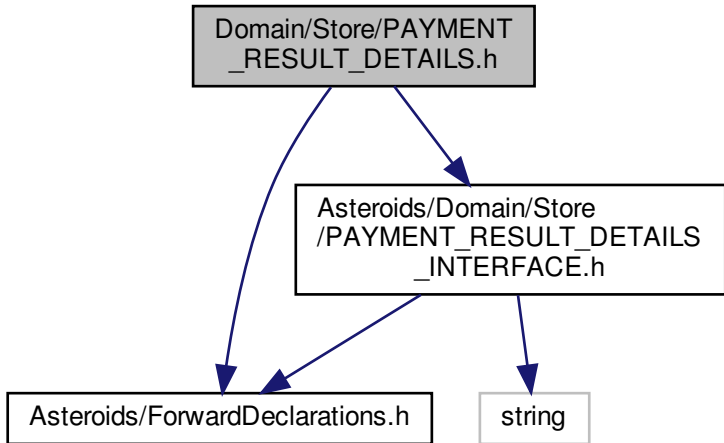 Domain/Store/PAYMENT
_RESULT_DETAILS.h
Asteroids/Domain/Store
/PAYMENT_RESULT_DETAILS
_INTERFACE.h
Asteroids/ForwardDeclarations.h
string